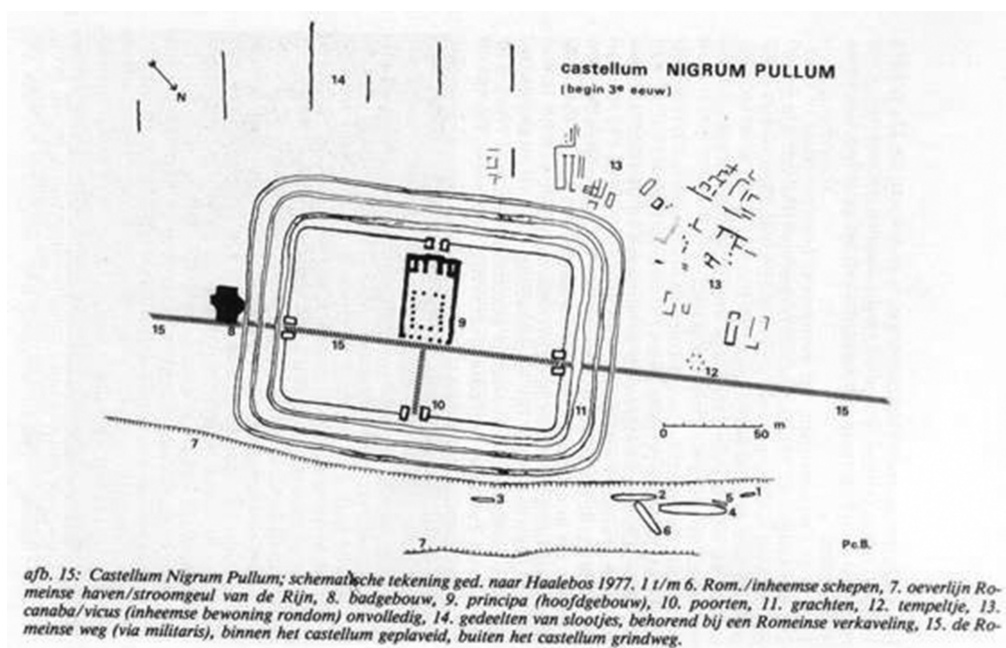 castellum NIGRUM PULLUM
(begin 3e eeuw)
N
14
13
13
9
15
8
15
12
10
11
15
m
0 50
7
3
2
5
1
4
6
7
P.c.B.
afb. 15: Castellum Nigrum Pullum; schematische tekening ged. naar Haalebos 1977. 1 t/m 6. Rom./inheemse schepen, 7. oeverlijn Ro-
meinse haven/stroomgeul van de Rijn, 8. badgebouw, 9. principa (hoofdgebouw), 10. poorten, 11. grachten, 12. tempeltje, 13.
canaba/vicus (inheemse bewoning rondom) onvolledig, 14. gedeelten van slootjes, behorend bij een Romeinse verkaveling, 15. de Ro-
meinse weg (via militaris), binnen het castellum geplaveid, buiten het castellum grindweg.